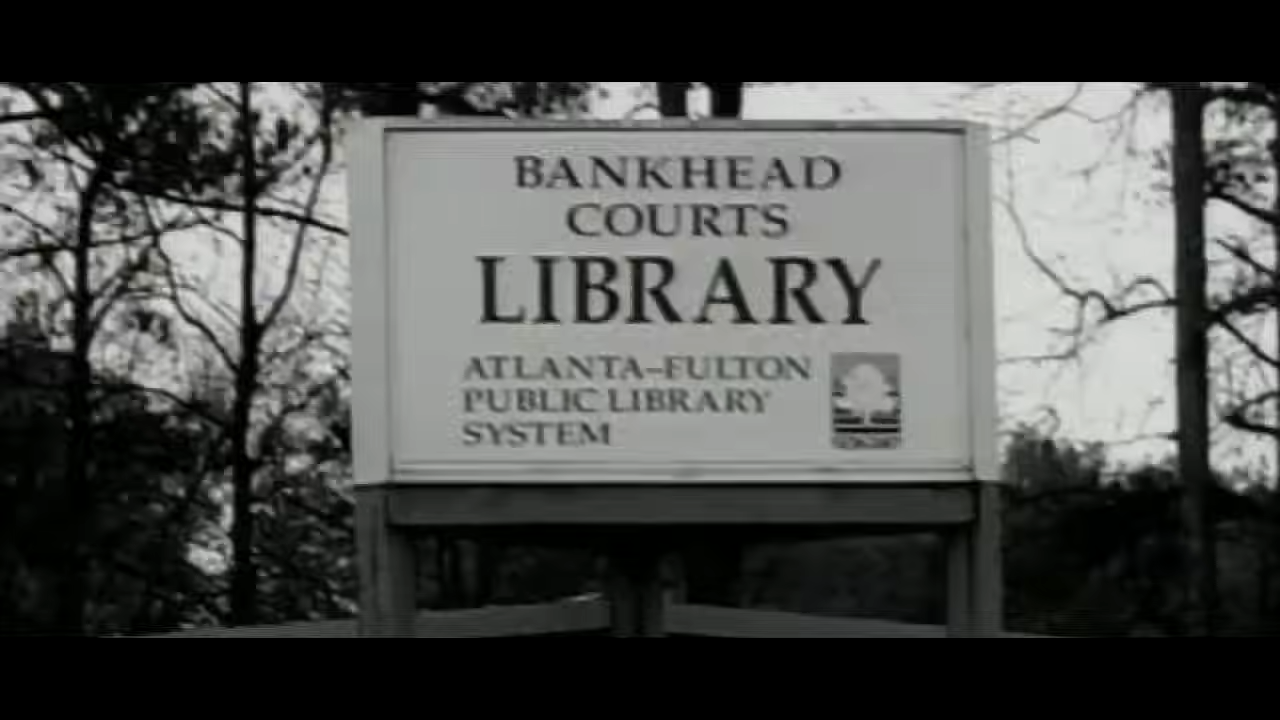 BANKHEAD
COURTS
LIBRARY
ATLANTA-FULTON
PUBLIC LIBRARY
SYSTEM